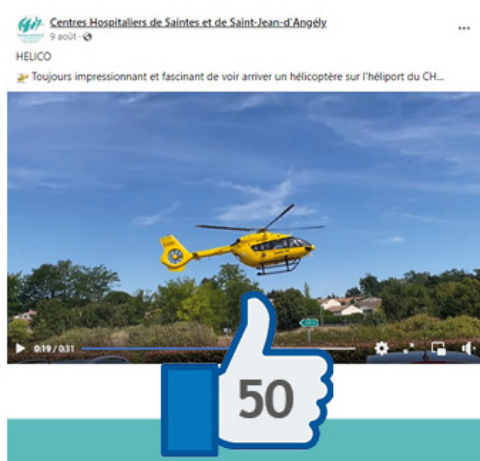 Centres Hospitaliers de Saintes et de Saint-Jean-d'Angély
9 août ·
HELICO
Toujours impressionnant et fascinant de voir arriver un hélicoptère sur l'héliport du CH...
0:19 / 0:31
50